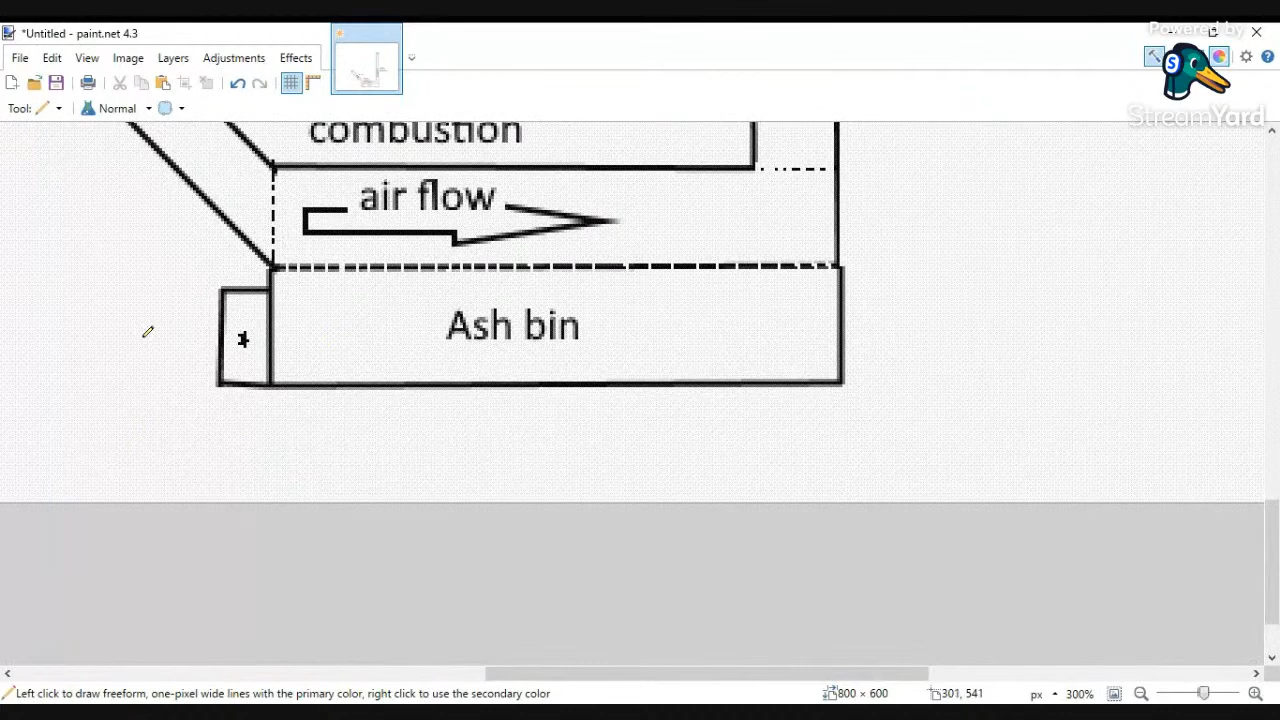 Powered by
*Untitled - paint.net 4.3
File Edit View Image Layers Adjustments Effects
Tool: Normal
StreamYard
combustion
air flow
Ash bin
Left click to draw freeform, one-pixel wide lines with the primary color, right click to use the secondary color
800 × 600
301, 541
px
300%